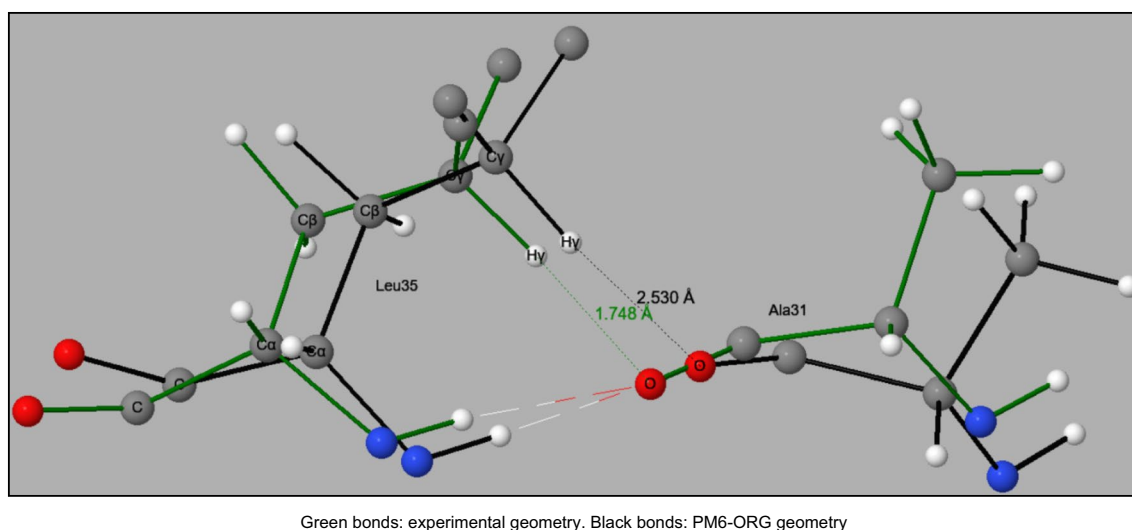 Cγ
Cγ
Cβ
Cβ
Hγ
Hγ
Leu35
2.530 Å
1.748 Å
Ala31
Cα
Cα
C
O
O
C
Green bonds: experimental geometry. Black bonds: PM6-ORG geometry